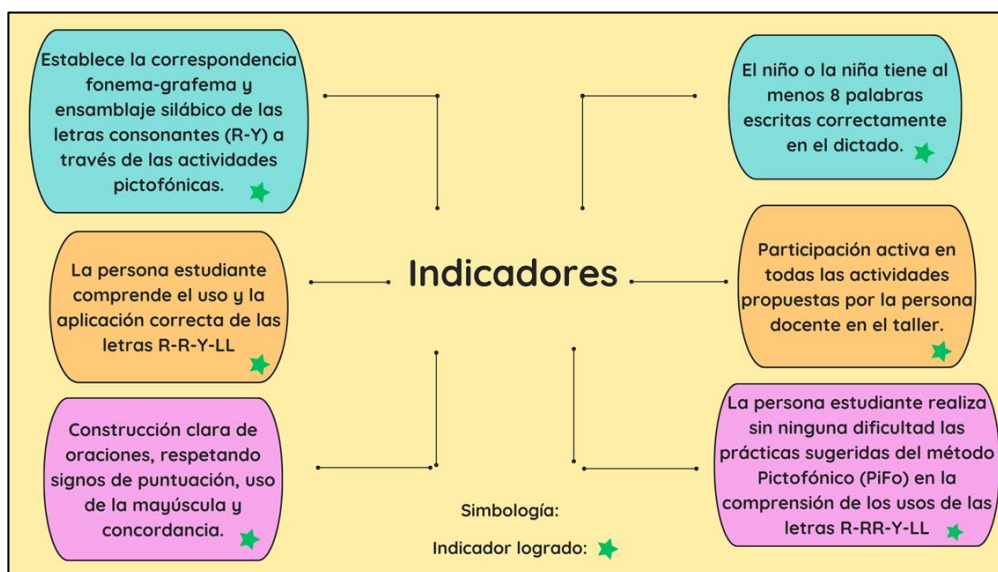 Establece la correspondencia
fonema-grafema y
ensamblaje silábico de las
letras consonantes (R-Y) a
través de las actividades
pictofónicas.
La persona estudiante
comprende el uso y la
aplicación correcta de las
letras R-R-Y-LL
Construcción clara de
oraciones, respetando
signos de puntuación, uso
de la mayúscula y
concordancia.
Indicadores
El niño o la niña tiene al
menos 8 palabras
escritas correctamente
en el dictado.
Participación activa en
todas las actividades
propuestas por la persona
docente en el taller.
La persona estudiante realiza
sin ninguna dificultad las
prácticas sugeridas del método
Pictofónico (PiFo) en la
comprensión de los usos de las
letras R-RR-Y-LL
Simbología:
Indicador logrado: